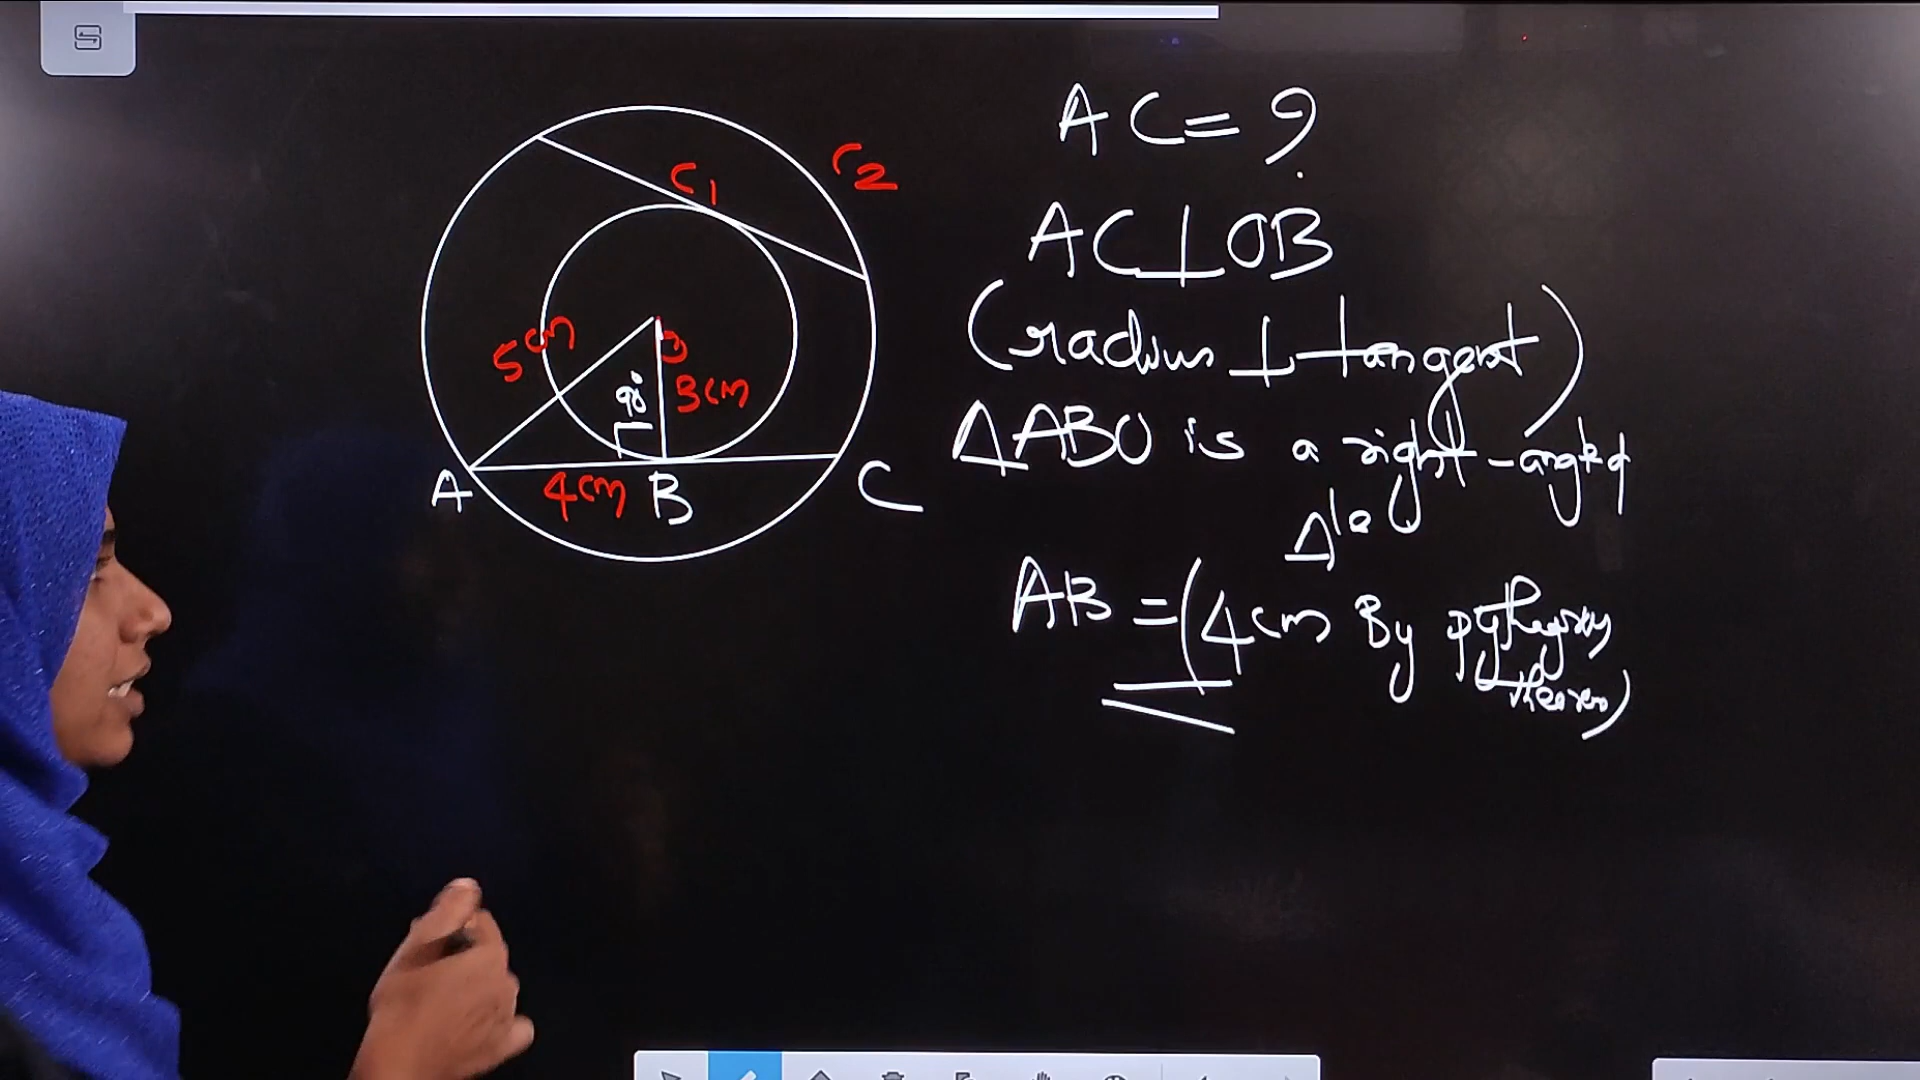 AC = ?
AC ⊥ OB
(radius ⊥ tangent)
ΔABO is a right-angled
Δle
AB = (4cm By pythagoras
theorem)
C1
C2
5cm
3cm
90°
A
4cm
B
C